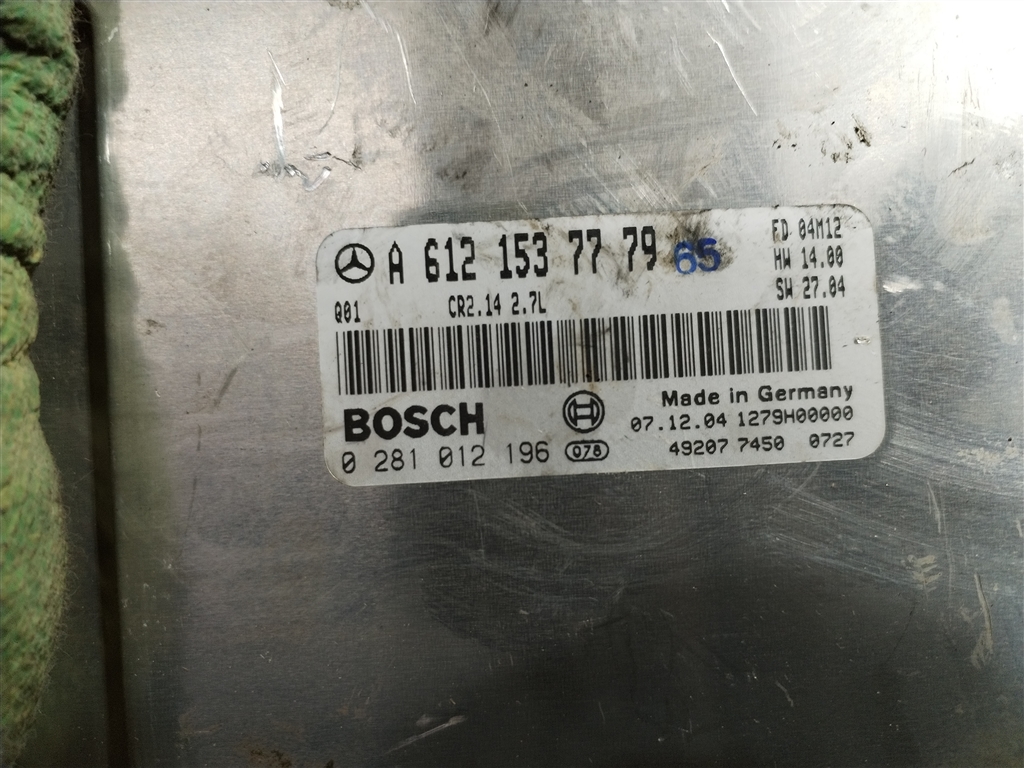 A 612 153 77 79 65
FD 04M12
HW 14.00
SW 27.04
Q01 CR2.14 2.7L
BOSCH
Made in Germany
07.12.04 1279H00000
0 281 012 196 078
49207 7450 0727